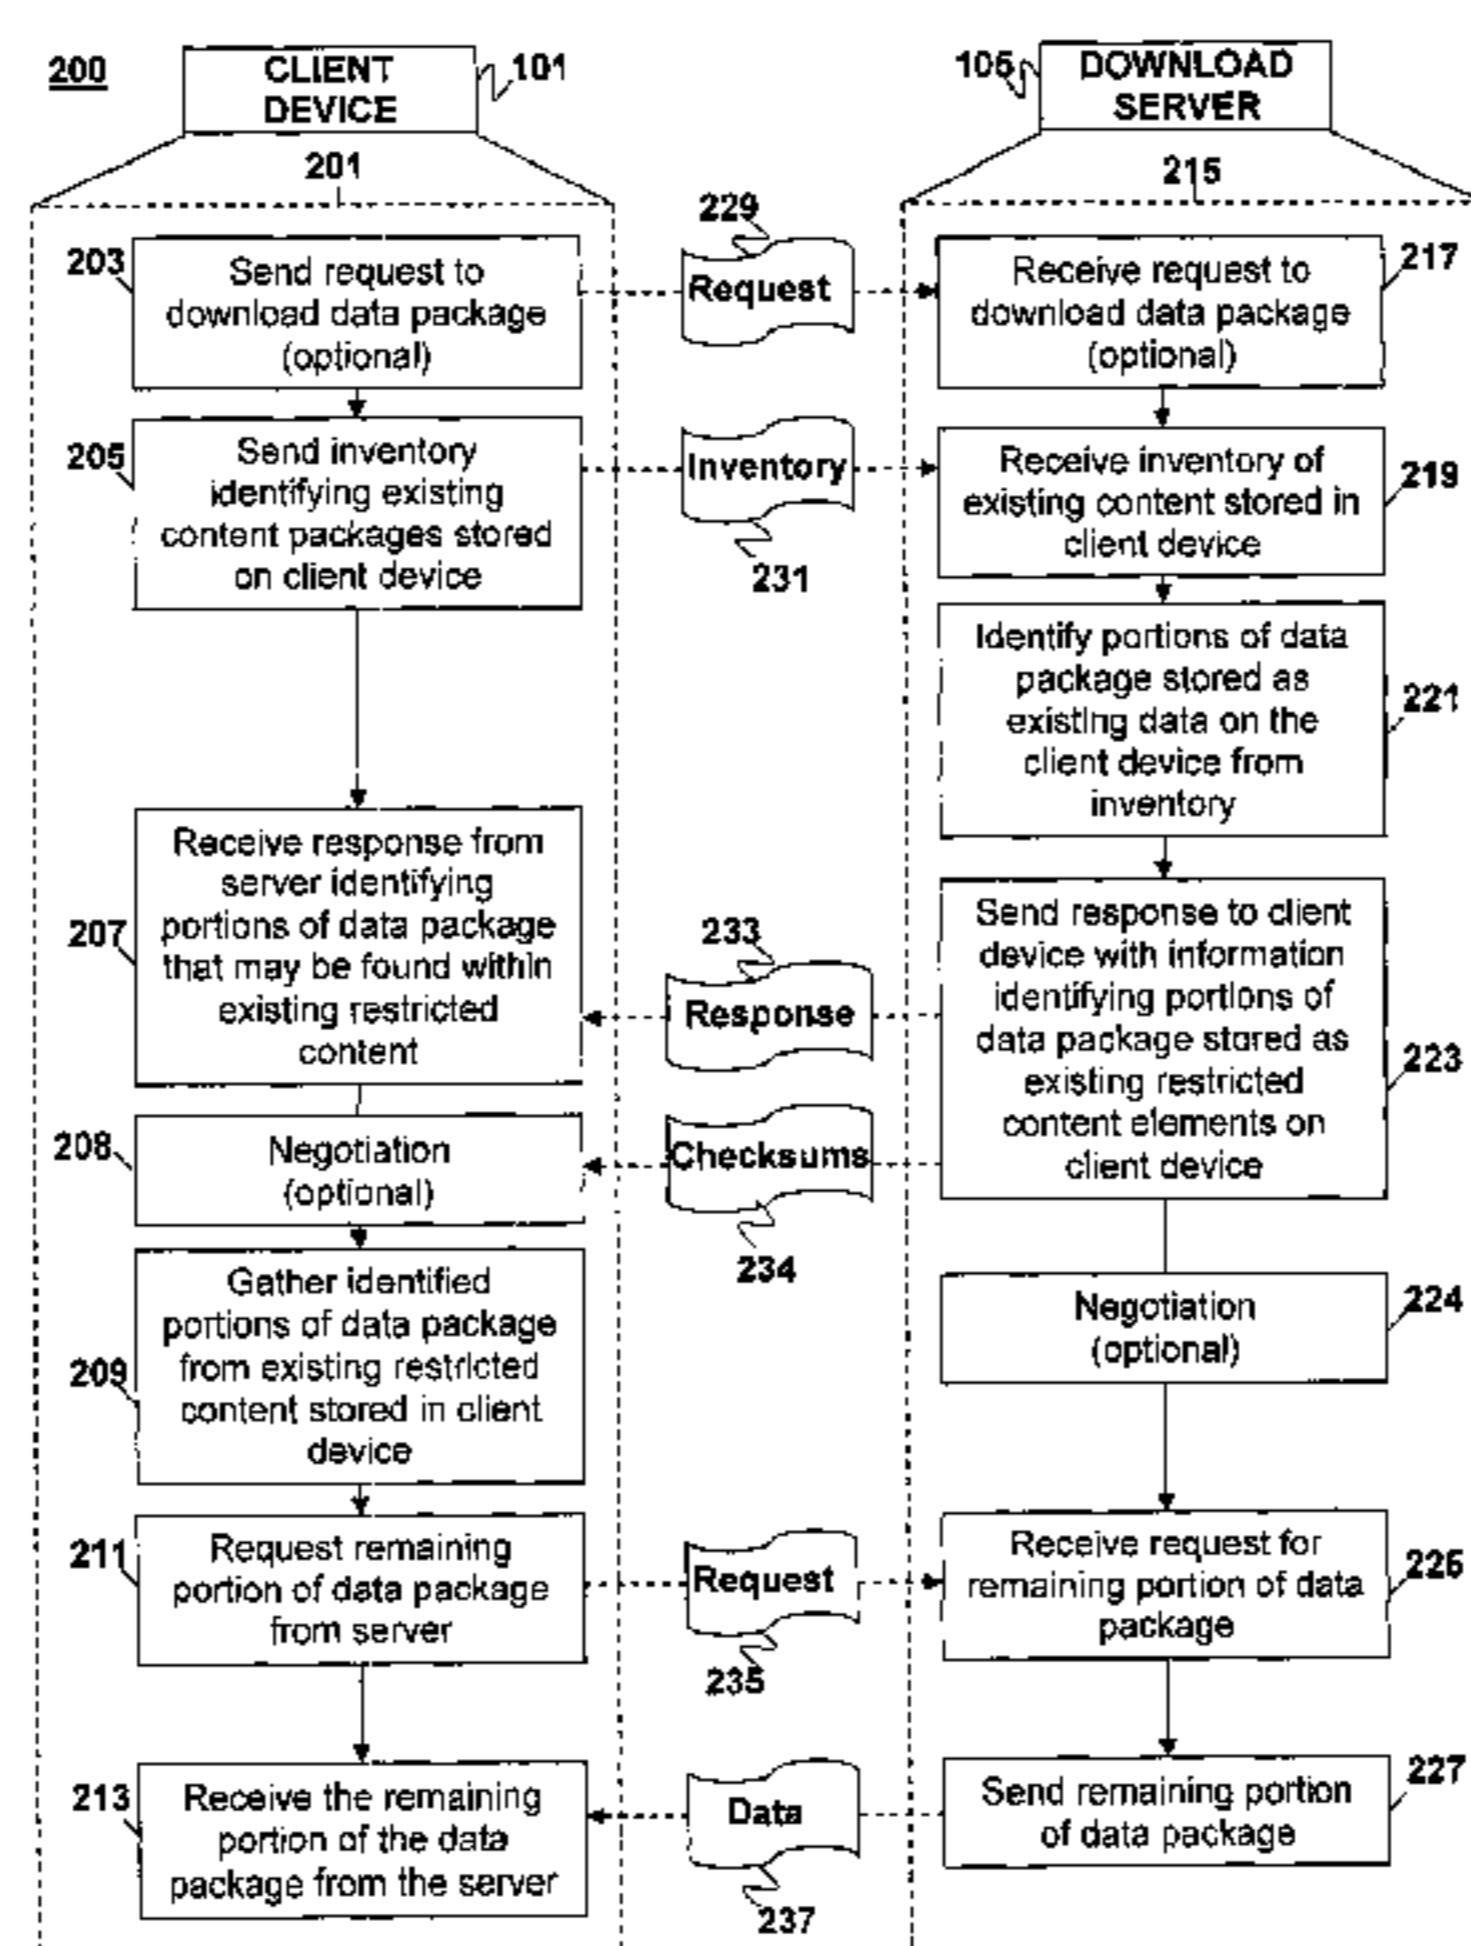 200
CLIENT
DEVICE
101
105
DOWNLOAD
SERVER
201
215
203
Send request to
download data package
(optional)
229
Request
Receive request to
download data package
(optional)
217
205
Send inventory
identifying existing
content packages stored
on client device
Inventory
231
Receive inventory of
existing content stored in
client device
219
Identify portions of data
package stored as
existing data on the
client device from
inventory
221
207
Receive response from
server identifying
portions of data package
that may be found within
existing restricted
content
233
Response
Send response to client
device with information
identifying portions of
data package stored as
existing restricted
content elements on
client device
223
208
Negotiation
(optional)
Checksums
234
Negotiation
(optional)
224
209
Gather identified
portions of data package
from existing restricted
content stored in client
device
211
Request remaining
portion of data package
from server
Request
235
Receive request for
remaining portion of data
package
225
213
Receive the remaining
portion of the data
package from the server
Data
237
Send remaining portion
of data package
227